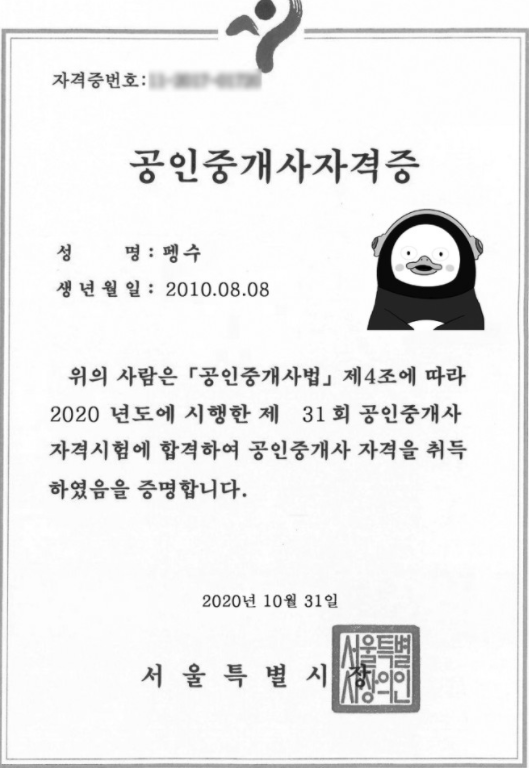 자격증번호:
공인중개사자격증
성 명 : 펭수
생년월일 : 2010.08.08
위의 사람은 「공인중개사법」 제4조에 따라
2020 년도에 시행한 제 31회 공인중개사
자격시험에 합격하여 공인중개사 자격을 취득
하였음을 증명합니다.
2020년 10월 31일
서울특별시장
서울특별
시장의인